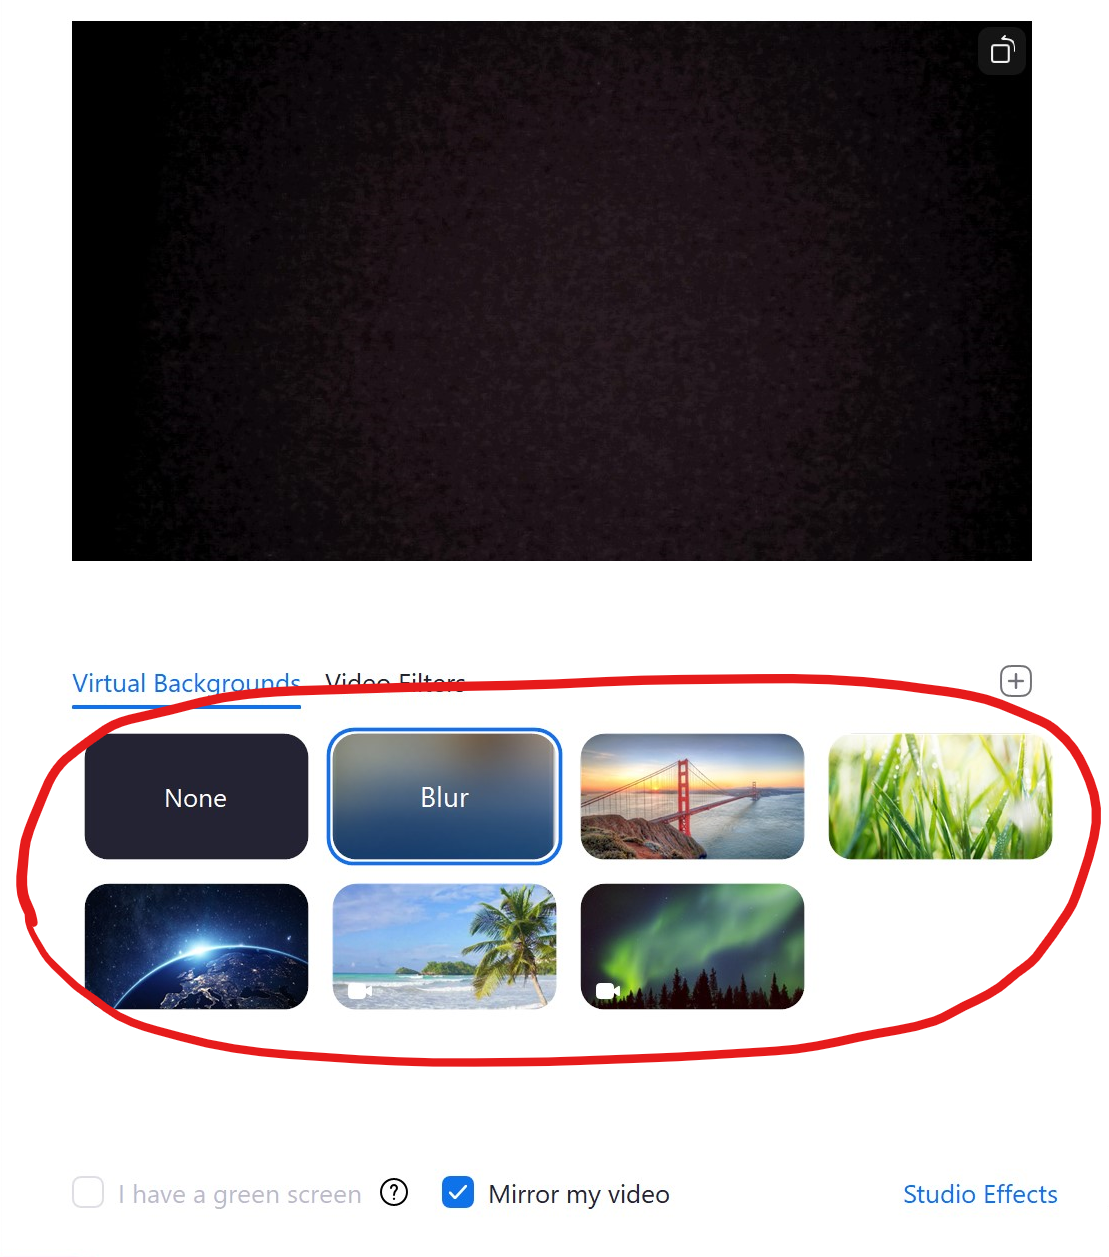 Virtual Backgrounds Video Filters
None Blur
I have a green screen ? Mirror my video Studio Effects